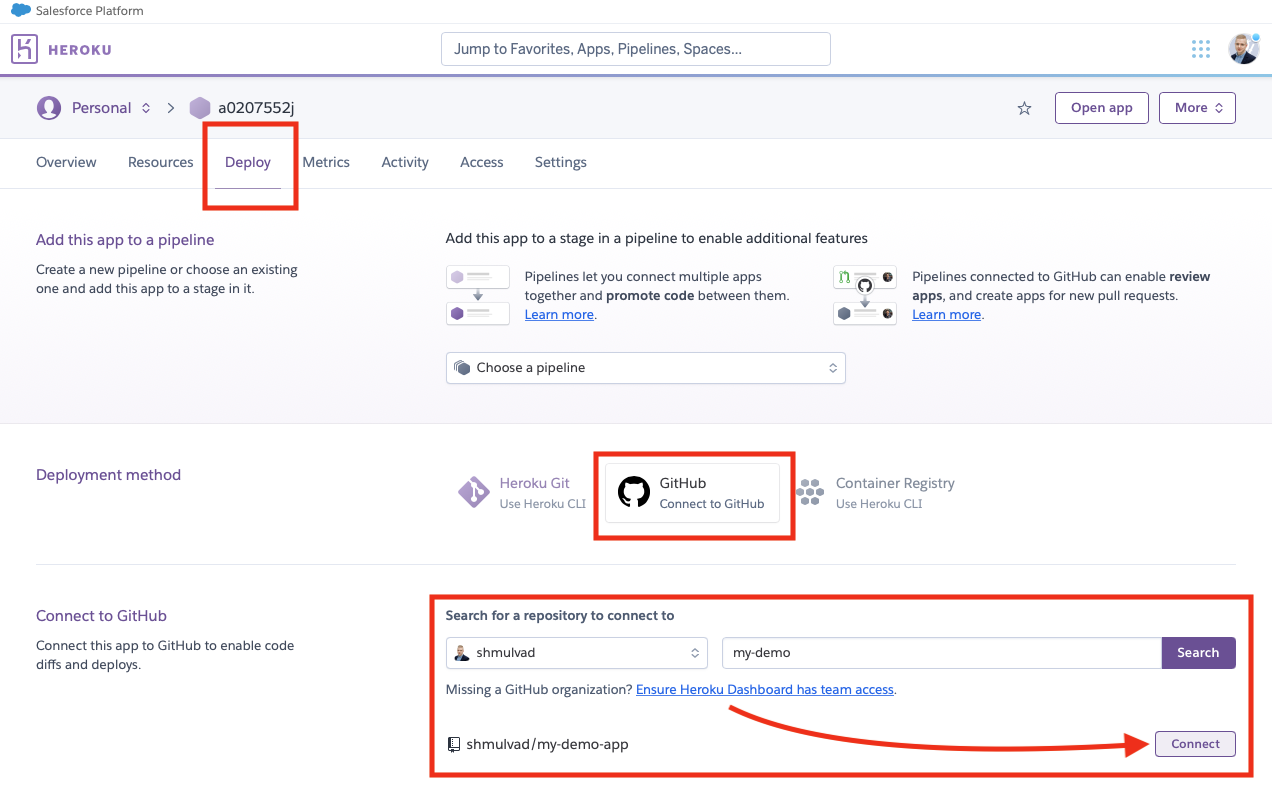 Salesforce Platform
HEROKU
Jump to Favorites, Apps, Pipelines, Spaces...
Personal
a0207552j
Open app
More
Overview
Resources
Deploy
Metrics
Activity
Access
Settings
Add this app to a pipeline
Create a new pipeline or choose an existing
one and add this app to a stage in it.
Add this app to a stage in a pipeline to enable additional features
Pipelines let you connect multiple apps
together and promote code between them.
Learn more.
Pipelines connected to GitHub can enable review
apps, and create apps for new pull requests.
Learn more.
Choose a pipeline
Deployment method
Heroku Git
Use Heroku CLI
GitHub
Connect to GitHub
Container Registry
Use Heroku CLI
Connect to GitHub
Connect this app to GitHub to enable code
diffs and deploys.
Search for a repository to connect to
shmulvad
my-demo
Search
Missing a GitHub organization? Ensure Heroku Dashboard has team access.
shmulvad/my-demo-app
Connect